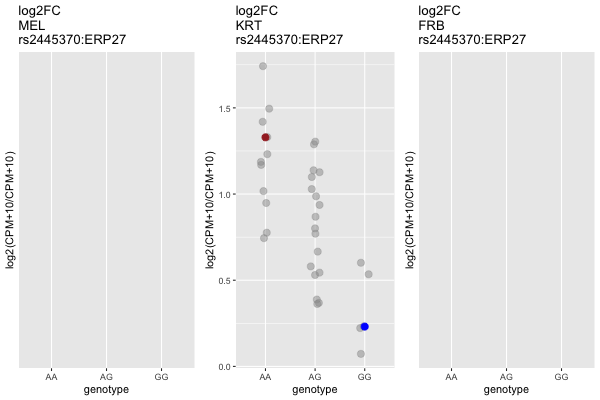 log2FC
MEL
rs2445370:ERP27
log2(CPM+10/CPM+10)
AA AG GG
genotype
log2FC
KRT
rs2445370:ERP27
log2(CPM+10/CPM+10)
1.5
1.0
0.5
0.0
AA AG GG
genotype
log2FC
FRB
rs2445370:ERP27
log2(CPM+10/CPM+10)
AA AG GG
genotype